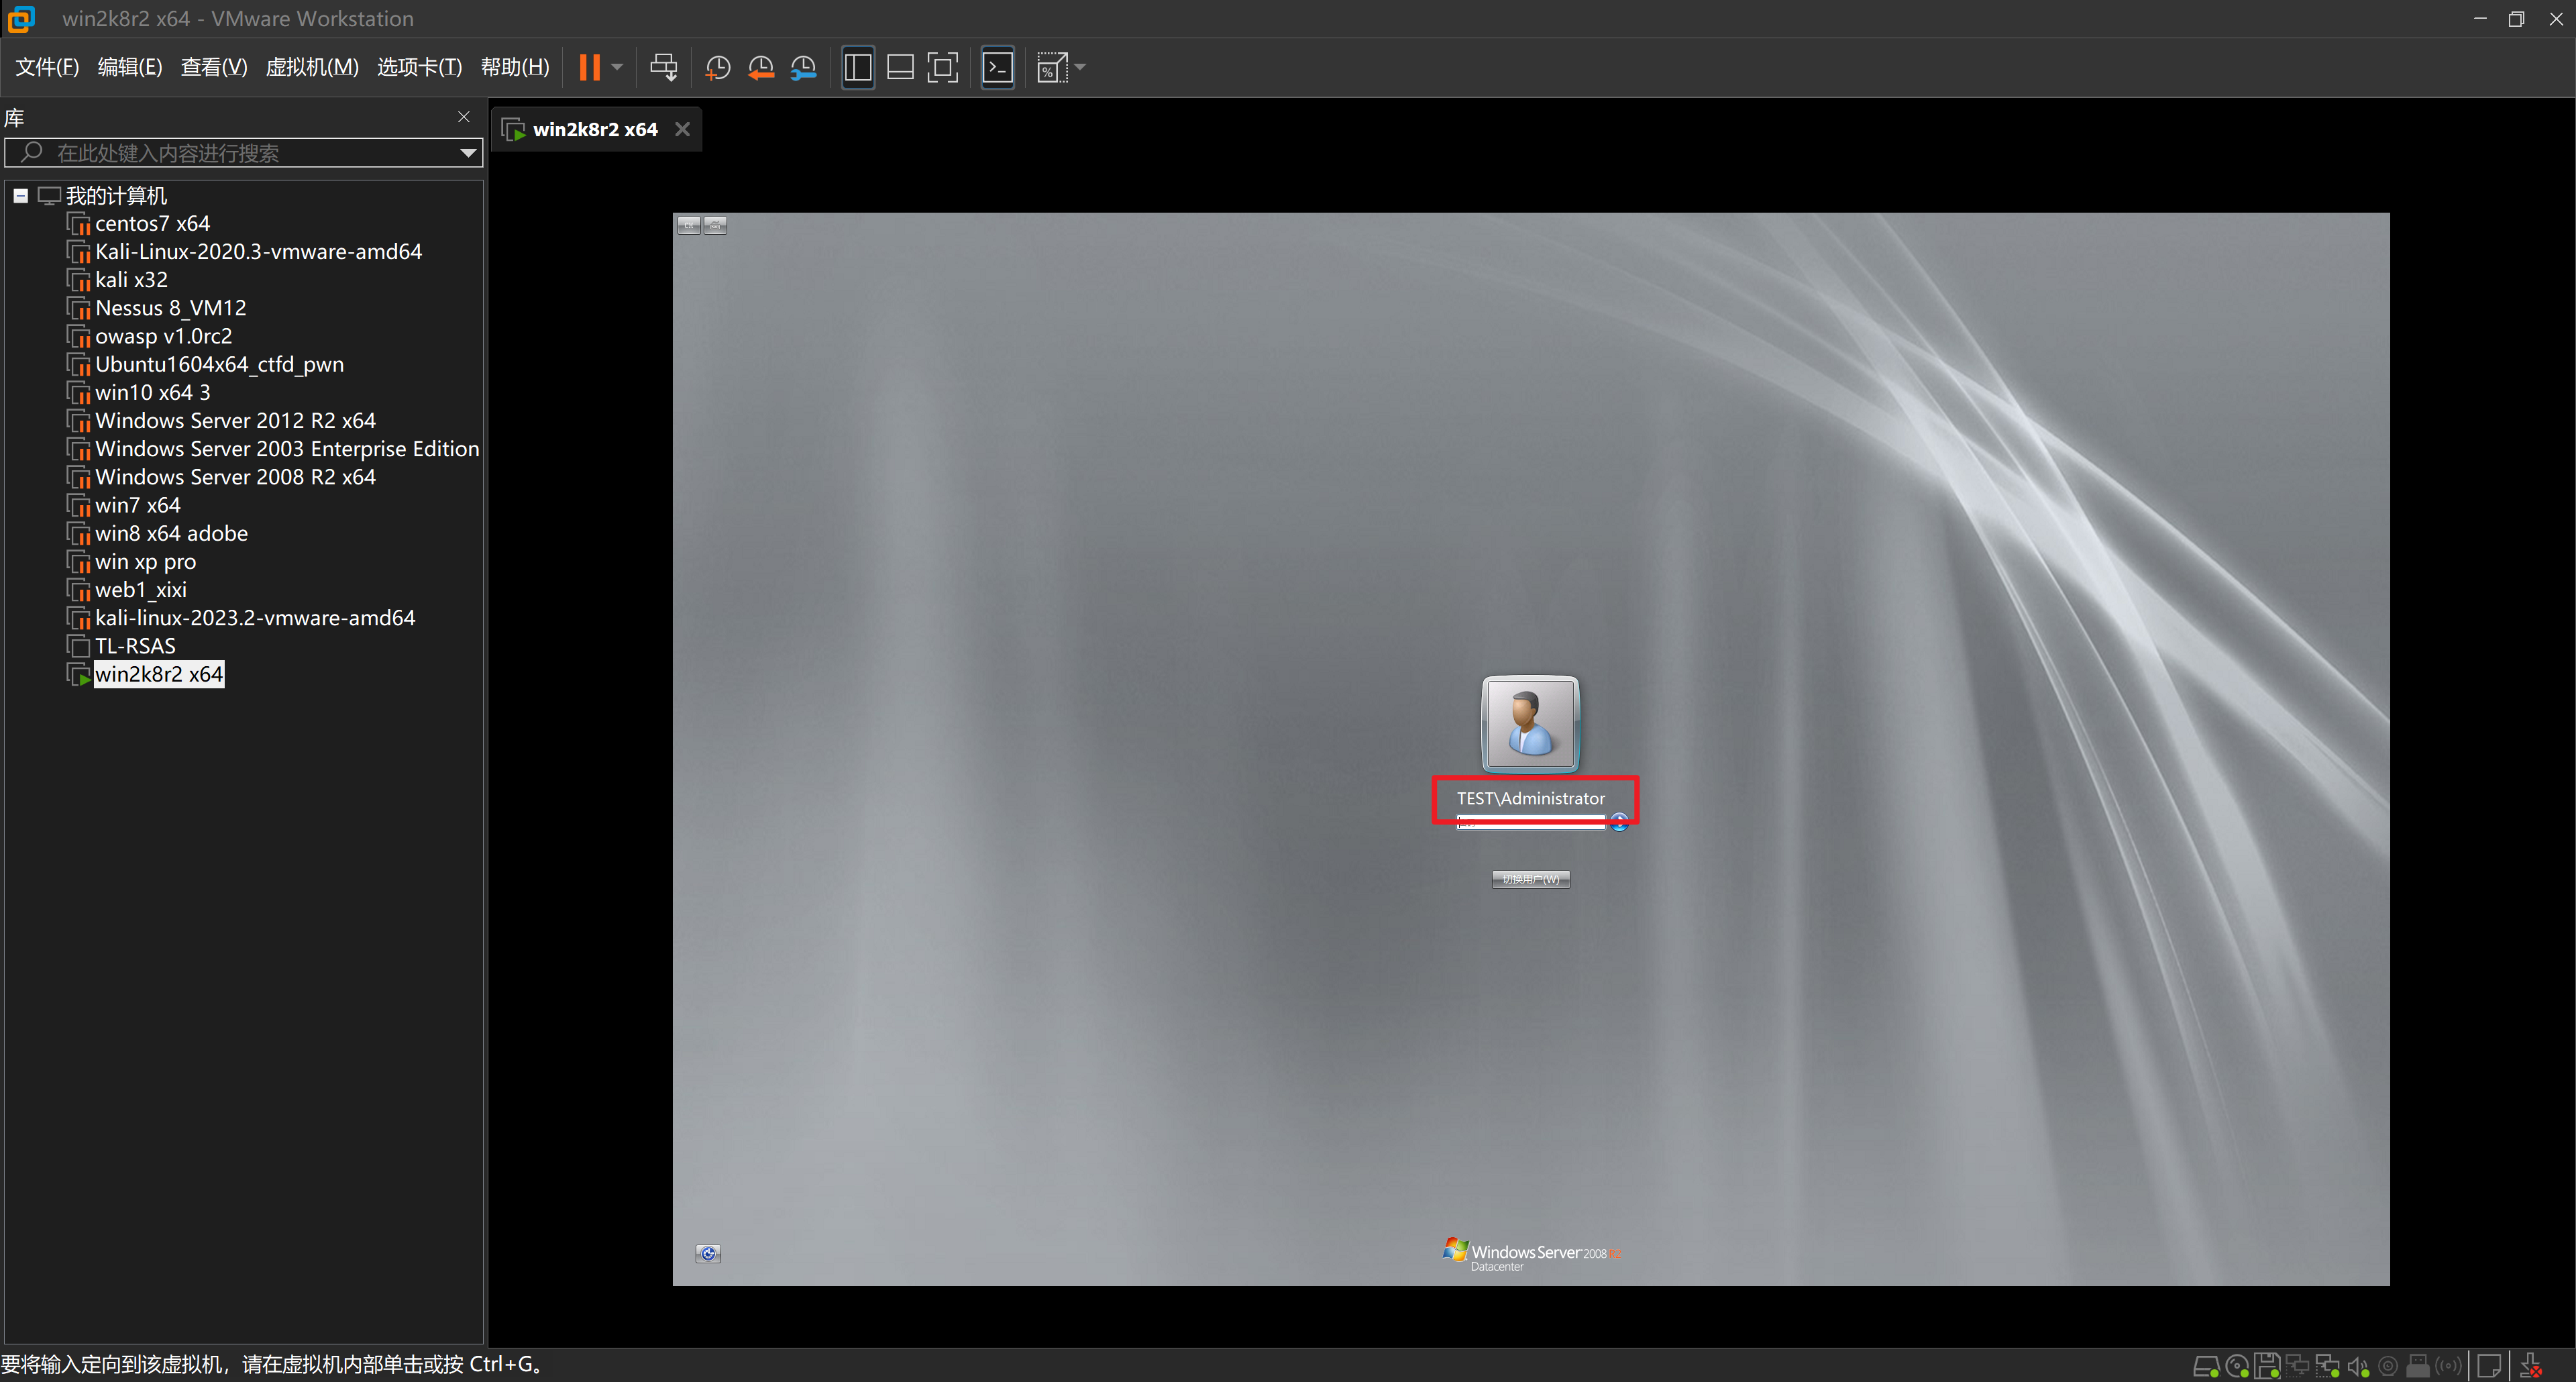 win2k8r2 x64 - VMware Workstation
文件(F) 编辑(E) 查看(V) 虚拟机(M) 选项卡(T) 帮助(H)
库
在此处键入内容进行搜索
我的计算机
centos7 x64
Kali-Linux-2020.3-vmware-amd64
kali x32
Nessus 8_VM12
owasp v1.0rc2
Ubuntu1604x64_ctfd_pwn
win10 x64 3
Windows Server 2012 R2 x64
Windows Server 2003 Enterprise Edition
Windows Server 2008 R2 x64
win7 x64
win8 x64 adobe
win xp pro
web1_xixi
kali-linux-2023.2-vmware-amd64
TL-RSAS
win2k8r2 x64
win2k8r2 x64
CH
TEST\Administrator
切换用户(W)
Windows Server 2008 R2
Datacenter
要将输入定向到该虚拟机，请在虚拟机内部单击或按 Ctrl+G。